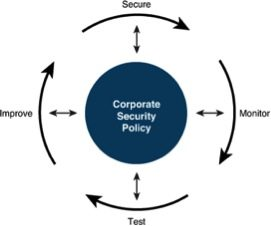 Secure
Improve
Corporate
Security
Policy
Monitor
Test